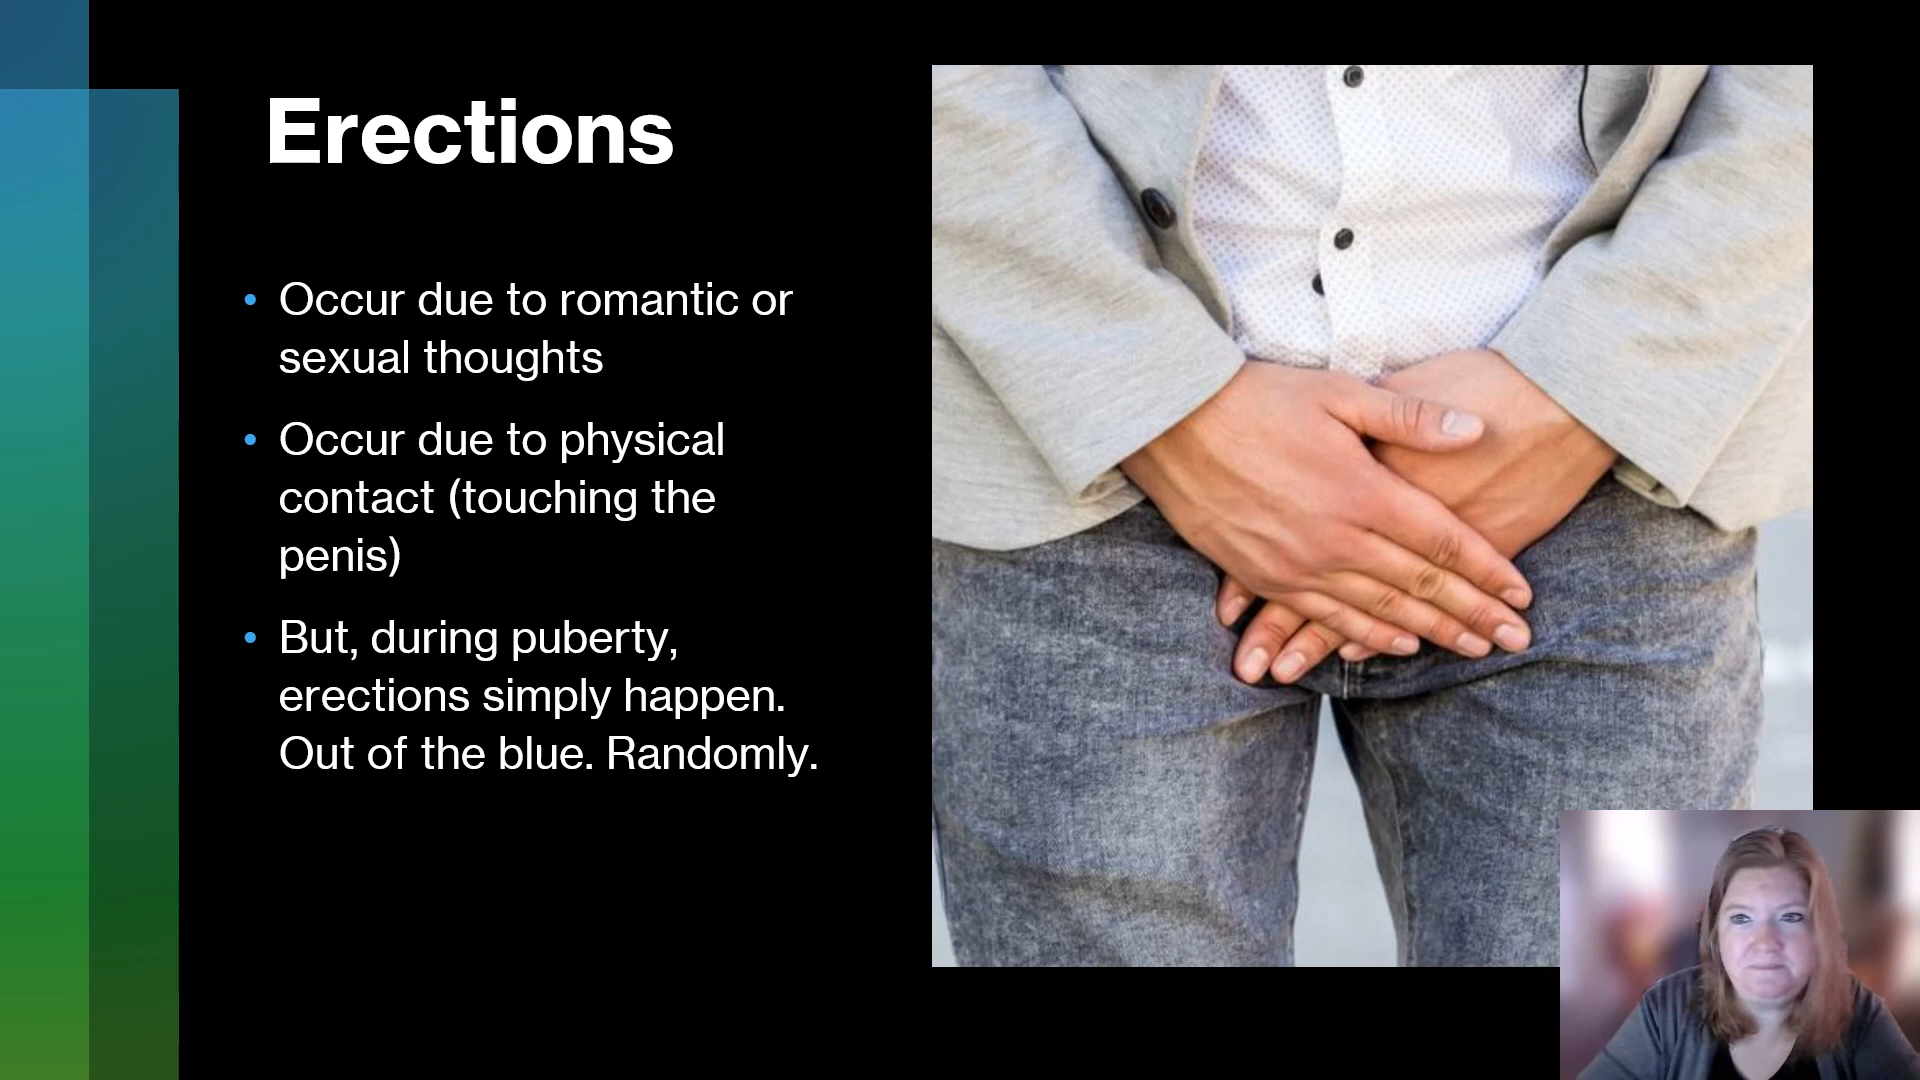 Erections
• Occur due to romantic or
sexual thoughts
• Occur due to physical
contact (touching the
penis)
• But, during puberty,
erections simply happen.
Out of the blue. Randomly.